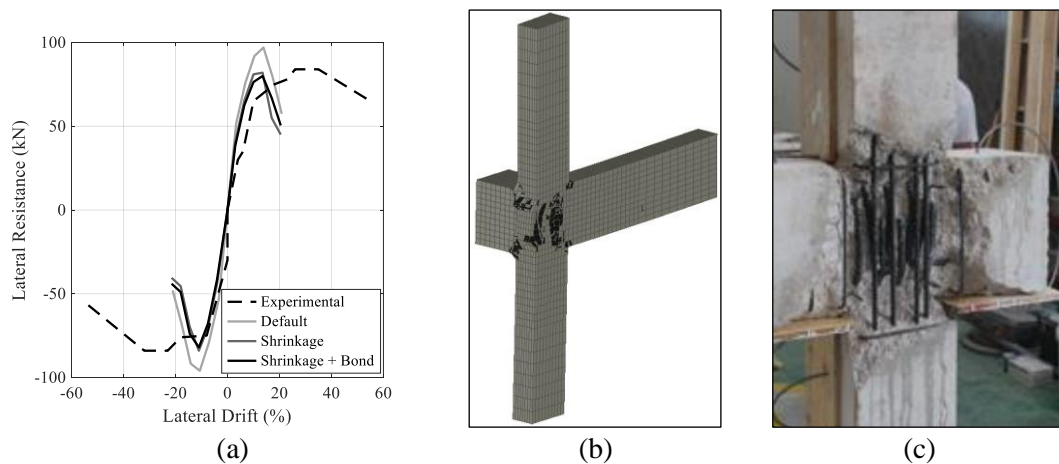 100
50
0
-50
-100
Lateral Resistance (kN)
Experimental
Default
Shrinkage
Shrinkage + Bond
-60 -40 -20 0 20 40 60
Lateral Drift (%)
(a) (b) (c)